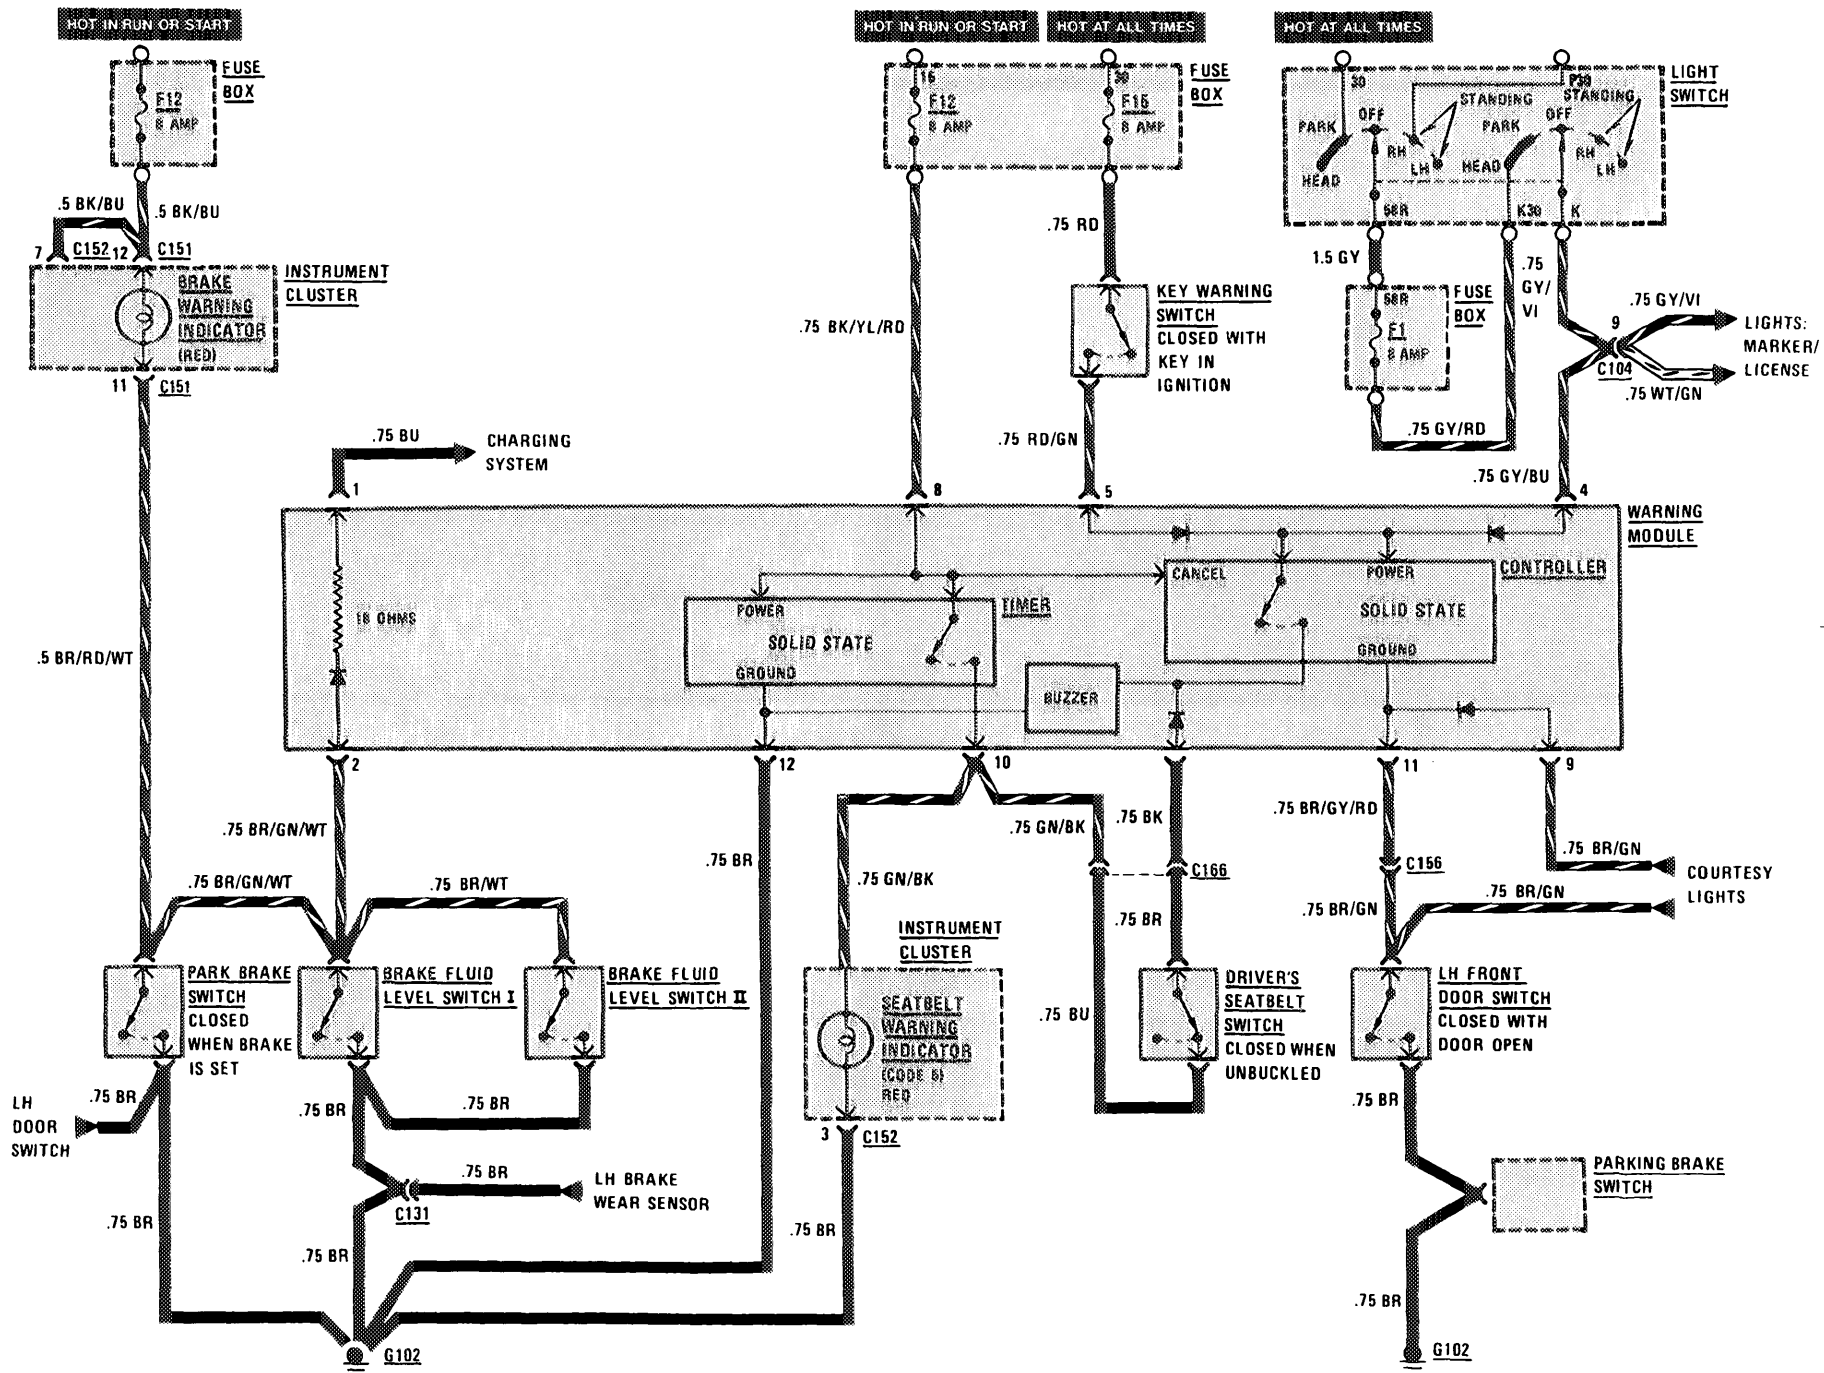 HOT IN RUN OR START
HOT IN RUN OR START
HOT AT ALL TIMES
HOT AT ALL TIMES
FUSE
BOX
F12
8 AMP
15
F12
8 AMP
30
F15
8 AMP
FUSE
BOX
30
P30
LIGHT
SWITCH
STANDING
STANDING
OFF
OFF
PARK
PARK
RH
RH
LH
LH
HEAD
HEAD
58R
K30
K
.5 BK/BU
.5 BK/BU
7
C152
12
C151
INSTRUMENT
CLUSTER
BRAKE
WARNING
INDICATOR
(RED)
11
C151
.75 RD
1.5 GY
.75
GY/
VI
KEY WARNING
SWITCH
CLOSED WITH
KEY IN
IGNITION
58R
F1
8 AMP
FUSE
BOX
.75 BK/YL/RD
9
C104
.75 GY/VI
.75 WT/GN
LIGHTS:
MARKER/
LICENSE
.75 GY/RD
.75 BU
CHARGING
SYSTEM
.75 RD/GN
.75 GY/BU
1
8
5
4
WARNING
MODULE
CANCEL
POWER
CONTROLLER
SOLID STATE
GROUND
18 OHMS
POWER
TIMER
SOLID STATE
GROUND
BUZZER
.5 BR/RD/WT
2
12
10
11
9
.75 BR/GN/WT
.75 BR
.75 GN/BK
.75 BK
.75 BR/GY/RD
.75 BR/GN
COURTESY
LIGHTS
.75 BR/GN/WT
.75 BR/WT
.75 GN/BK
C166
C156
.75 BR/GN
.75 BR
.75 BR/GN
PARK BRAKE
SWITCH
CLOSED
WHEN BRAKE
IS SET
BRAKE FLUID
LEVEL SWITCH I
BRAKE FLUID
LEVEL SWITCH II
INSTRUMENT
CLUSTER
SEATBELT
WARNING
INDICATOR
(CODE 5)
RED
.75 BU
DRIVER'S
SEATBELT
SWITCH
CLOSED WHEN
UNBUCKLED
LH FRONT
DOOR SWITCH
CLOSED WITH
DOOR OPEN
LH
DOOR
SWITCH
.75 BR
.75 BR
.75 BR
.75 BR
3
C152
.75 BR
LH BRAKE
WEAR SENSOR
C131
PARKING BRAKE
SWITCH
.75 BR
.75 BR
.75 BR
.75 BR
G102
G102